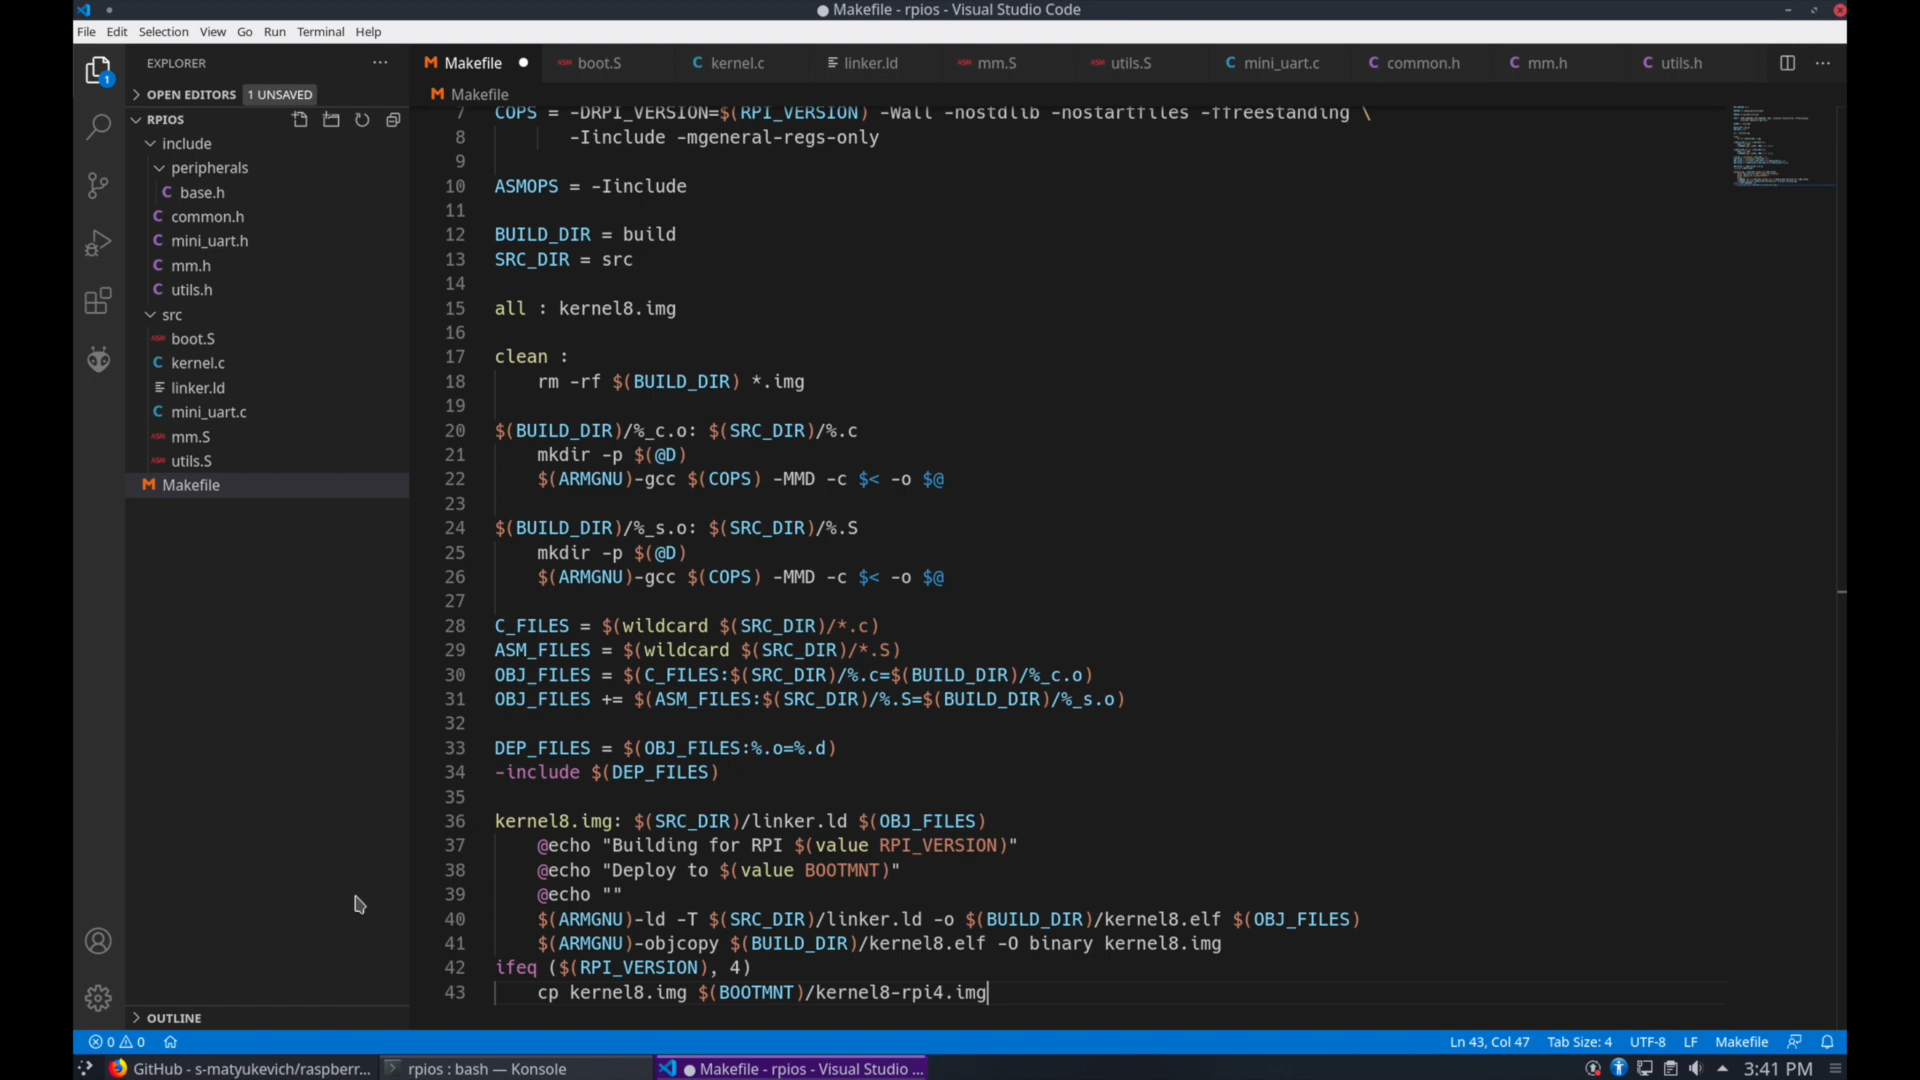 Makefile - rpios - Visual Studio Code
File Edit Selection View Go Run Terminal Help
EXPLORER
Makefile
boot.S
kernel.c
linker.ld
mm.S
utils.S
mini_uart.c
common.h
mm.h
utils.h
OPEN EDITORS 1 UNSAVED
Makefile
RPIOS
include
peripherals
base.h
common.h
mini_uart.h
mm.h
utils.h
src
boot.S
kernel.c
linker.ld
mini_uart.c
mm.S
utils.S
Makefile
OUTLINE
7 COPS = -DRPI_VERSION=$(RPI_VERSION) -Wall -nostdlib -nostartfiles -ffreestanding \
8 -Iinclude -mgeneral-regs-only
9
10 ASMOPS = -Iinclude
11
12 BUILD_DIR = build
13 SRC_DIR = src
14
15 all : kernel8.img
16
17 clean :
18 rm -rf $(BUILD_DIR) *.img
19
20 $(BUILD_DIR)/%_c.o: $(SRC_DIR)/%.c
21 mkdir -p $(@D)
22 $(ARMGNU)-gcc $(COPS) -MMD -c $< -o $@
23
24 $(BUILD_DIR)/%_s.o: $(SRC_DIR)/%.S
25 mkdir -p $(@D)
26 $(ARMGNU)-gcc $(COPS) -MMD -c $< -o $@
27
28 C_FILES = $(wildcard $(SRC_DIR)/*.c)
29 ASM_FILES = $(wildcard $(SRC_DIR)/*.S)
30 OBJ_FILES = $(C_FILES:$(SRC_DIR)/%.c=$(BUILD_DIR)/%_c.o)
31 OBJ_FILES += $(ASM_FILES:$(SRC_DIR)/%.S=$(BUILD_DIR)/%_s.o)
32
33 DEP_FILES = $(OBJ_FILES:%.o=%.d)
34 -include $(DEP_FILES)
35
36 kernel8.img: $(SRC_DIR)/linker.ld $(OBJ_FILES)
37 @echo "Building for RPI $(value RPI_VERSION)"
38 @echo "Deploy to $(value BOOTMNT)"
39 @echo ""
40 $(ARMGNU)-ld -T $(SRC_DIR)/linker.ld -o $(BUILD_DIR)/kernel8.elf $(OBJ_FILES)
41 $(ARMGNU)-objcopy $(BUILD_DIR)/kernel8.elf -O binary kernel8.img
42 ifeq ($(RPI_VERSION), 4)
43 cp kernel8.img $(BOOTMNT)/kernel8-rpi4.img
0 0
Ln 43, Col 47 Tab Size: 4 UTF-8 LF Makefile
GitHub - s-matyukevich/raspberr...
rpios : bash — Konsole
Makefile - rpios - Visual Studio ...
3:41 PM